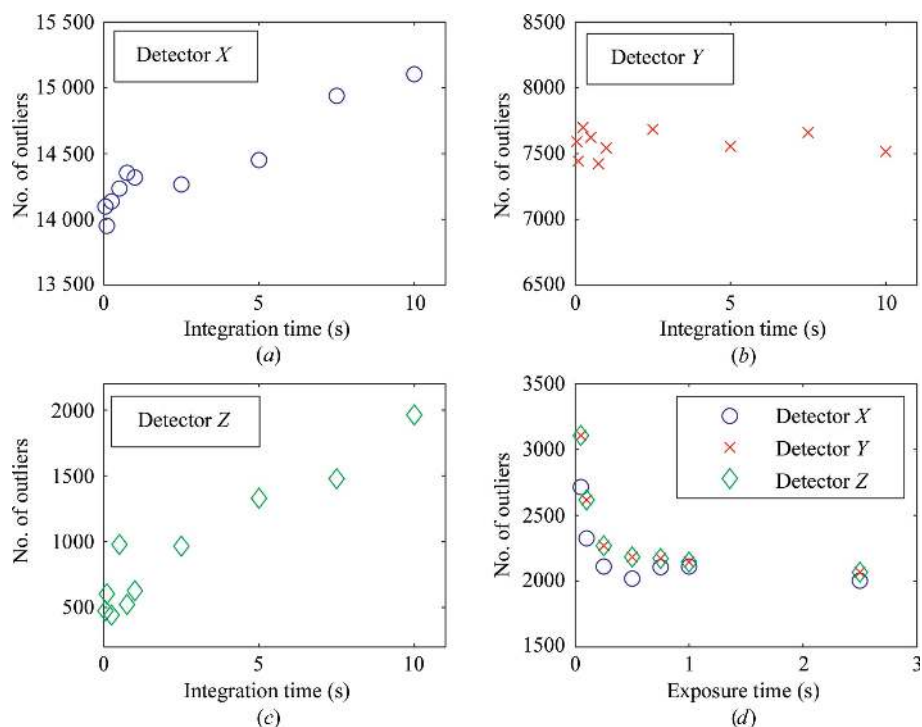 15 500
15 000
14 500
14 000
13 500
No. of outliers
Detector X
0 5 10
Integration time (s)
(a)
8000
7500
7000
6500
No. of outliers
Detector Y
0 5 10
Integration time (s)
(b)
2000
1500
1000
500
No. of outliers
Detector Z
0 5 10
Integration time (s)
(c)
3500
3000
2500
2000
1500
No. of outliers
Detector X
Detector Y
Detector Z
0 1 2 3
Exposure time (s)
(d)